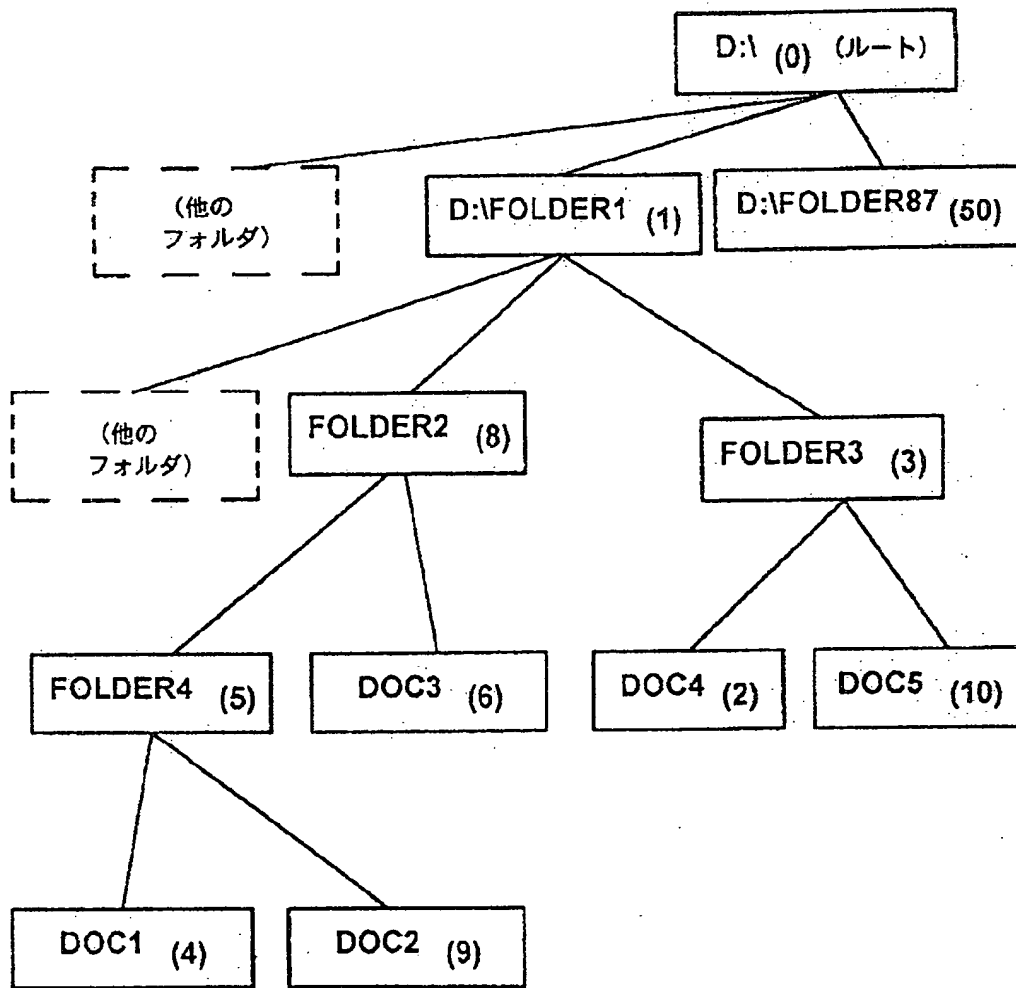 D:\ (0) (ルート)
(他の
フォルダ)
D:\FOLDER1 (1)
D:\FOLDER87 (50)
(他の
フォルダ)
FOLDER2 (8)
FOLDER3 (3)
FOLDER4 (5)
DOC3 (6)
DOC4 (2)
DOC5 (10)
DOC1 (4)
DOC2 (9)